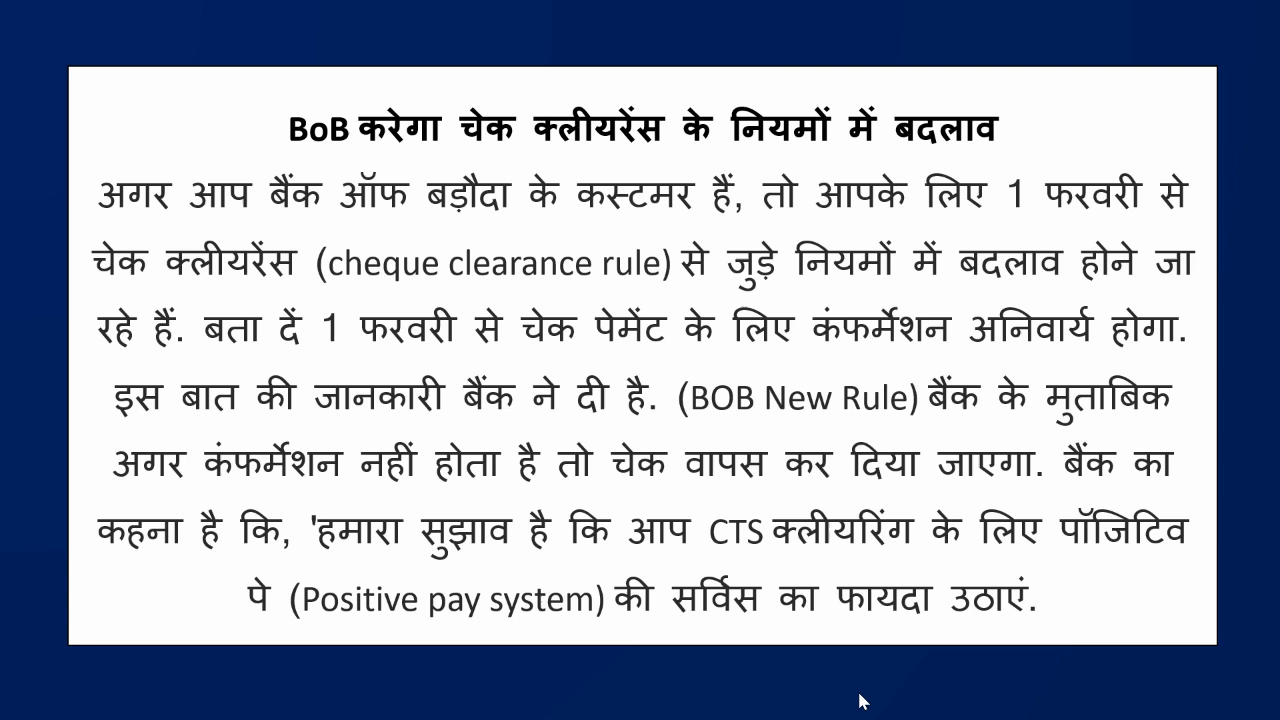 BoB करेगा चेक क्लीयरेंस के नियमों में बदलाव
अगर आप बैंक ऑफ बड़ौदा के कस्टमर हैं, तो आपके लिए 1 फरवरी से
चेक क्लीयरेंस (cheque clearance rule) से जुड़े नियमों में बदलाव होने जा
रहे हैं. बता दें 1 फरवरी से चेक पेमेंट के लिए कंफर्मेशन अनिवार्य होगा.
इस बात की जानकारी बैंक ने दी है. (BOB New Rule) बैंक के मुताबिक
अगर कंफर्मेशन नहीं होता है तो चेक वापस कर दिया जाएगा. बैंक का
कहना है कि, 'हमारा सुझाव है कि आप CTS क्लीयरिंग के लिए पॉजिटिव
पे (Positive pay system) की सर्विस का फायदा उठाएं.